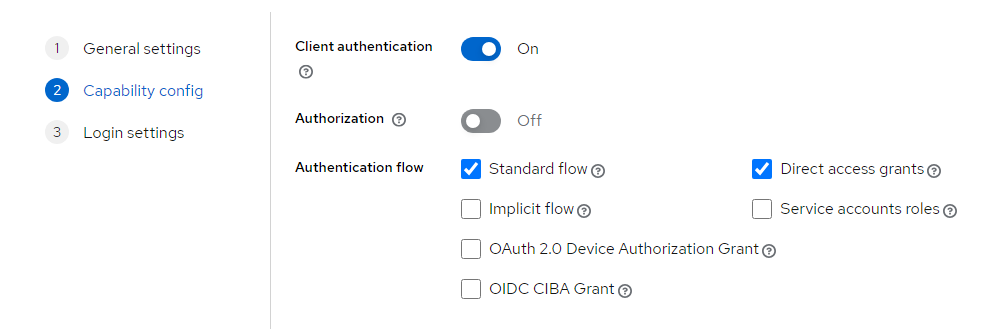 1 General settings
2 Capability config
3 Login settings
Client authentication ?
On
Authorization ?
Off
Authentication flow
Standard flow ?
Direct access grants ?
Implicit flow ?
Service accounts roles ?
OAuth 2.0 Device Authorization Grant ?
OIDC CIBA Grant ?